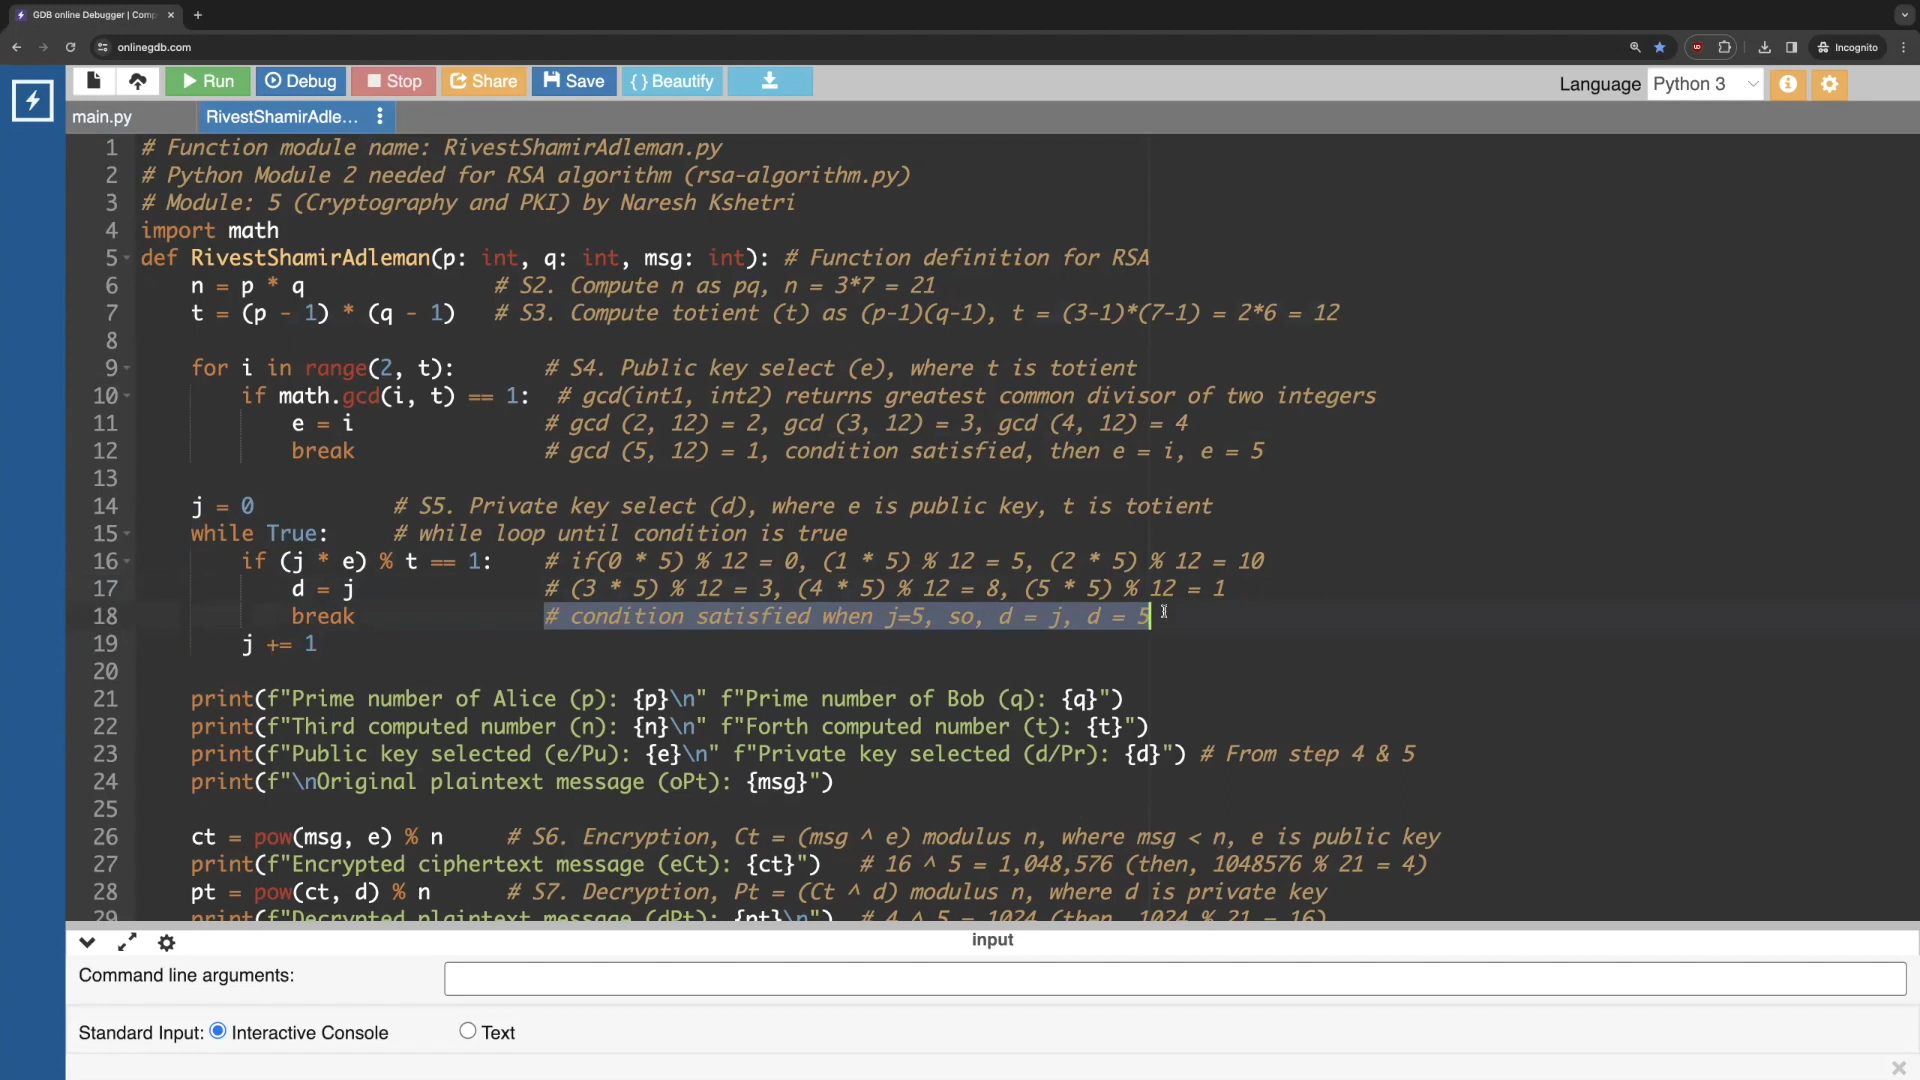 GDB online Debugger | Comp
onlinegdb.com
Incognito
Run Debug Stop Share Save { } Beautify
Language Python 3
main.py RivestShamirAdle...
1 # Function module name: RivestShamirAdleman.py
2 # Python Module 2 needed for RSA algorithm (rsa-algorithm.py)
3 # Module: 5 (Cryptography and PKI) by Naresh Kshetri
4 import math
5 def RivestShamirAdleman(p: int, q: int, msg: int): # Function definition for RSA
6 n = p * q # S2. Compute n as pq, n = 3*7 = 21
7 t = (p - 1) * (q - 1) # S3. Compute totient (t) as (p-1)(q-1), t = (3-1)*(7-1) = 2*6 = 12
8
9 for i in range(2, t): # S4. Public key select (e), where t is totient
10 if math.gcd(i, t) == 1: # gcd(int1, int2) returns greatest common divisor of two integers
11 e = i # gcd (2, 12) = 2, gcd (3, 12) = 3, gcd (4, 12) = 4
12 break # gcd (5, 12) = 1, condition satisfied, then e = i, e = 5
13
14 j = 0 # S5. Private key select (d), where e is public key, t is totient
15 while True: # while loop until condition is true
16 if (j * e) % t == 1: # if(0 * 5) % 12 = 0, (1 * 5) % 12 = 5, (2 * 5) % 12 = 10
17 d = j # (3 * 5) % 12 = 3, (4 * 5) % 12 = 8, (5 * 5) % 12 = 1
18 break # condition satisfied when j=5, so, d = j, d = 5
19 j += 1
20
21 print(f"Prime number of Alice (p): {p}\n" f"Prime number of Bob (q): {q}")
22 print(f"Third computed number (n): {n}\n" f"Forth computed number (t): {t}")
23 print(f"Public key selected (e/Pu): {e}\n" f"Private key selected (d/Pr): {d}") # From step 4 & 5
24 print(f"\nOriginal plaintext message (oPt): {msg}")
25
26 ct = pow(msg, e) % n # S6. Encryption, Ct = (msg ^ e) modulus n, where msg < n, e is public key
27 print(f"Encrypted ciphertext message (eCt): {ct}") # 16 ^ 5 = 1,048,576 (then, 1048576 % 21 = 4)
28 pt = pow(ct, d) % n # S7. Decryption, Pt = (Ct ^ d) modulus n, where d is private key
29 print(f"Decrypted plaintext message (dPt): {pt}\n") # 4 ^ 5 = 1024 (then, 1024 % 21 = 16)
input
Command line arguments:
Standard Input: Interactive Console Text